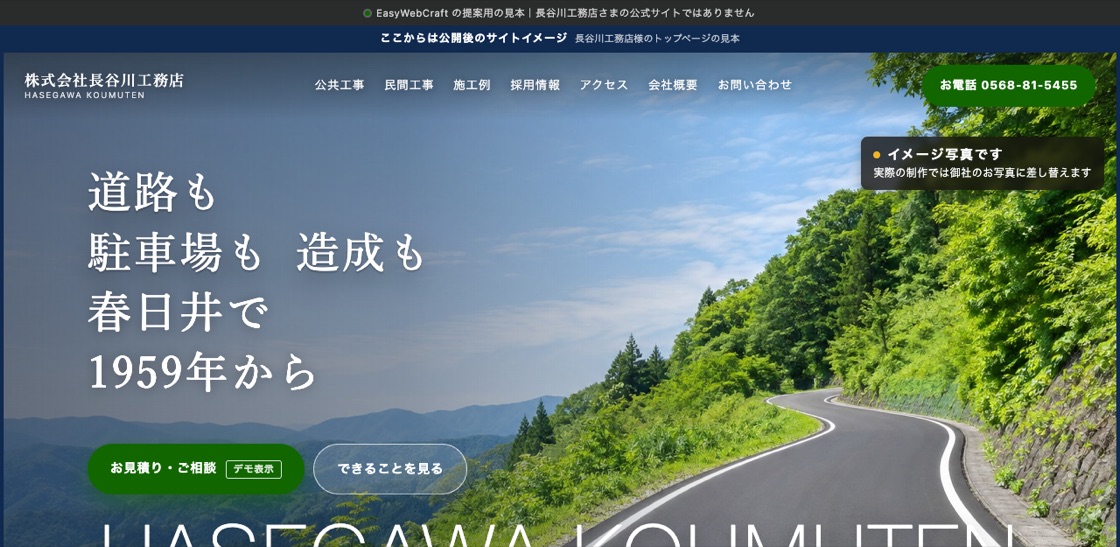 EasyWebCraft の提案用の見本｜長谷川工務店さまの公式サイトではありません
ここからは公開後のサイトイメージ 長谷川工務店様のトップページの見本
株式会社長谷川工務店
HASEGAWA KOUMUTEN
公共工事 民間工事 施工例 採用情報 アクセス 会社概要 お問い合わせ
お電話 0568-81-5455
イメージ写真です
実際の制作では御社のお写真に差し替えます
道路も
駐車場も 造成も
春日井で
1959年から
お見積り・ご相談 デモ表示
できることを見る
HASEGAWA KOUMUTEN